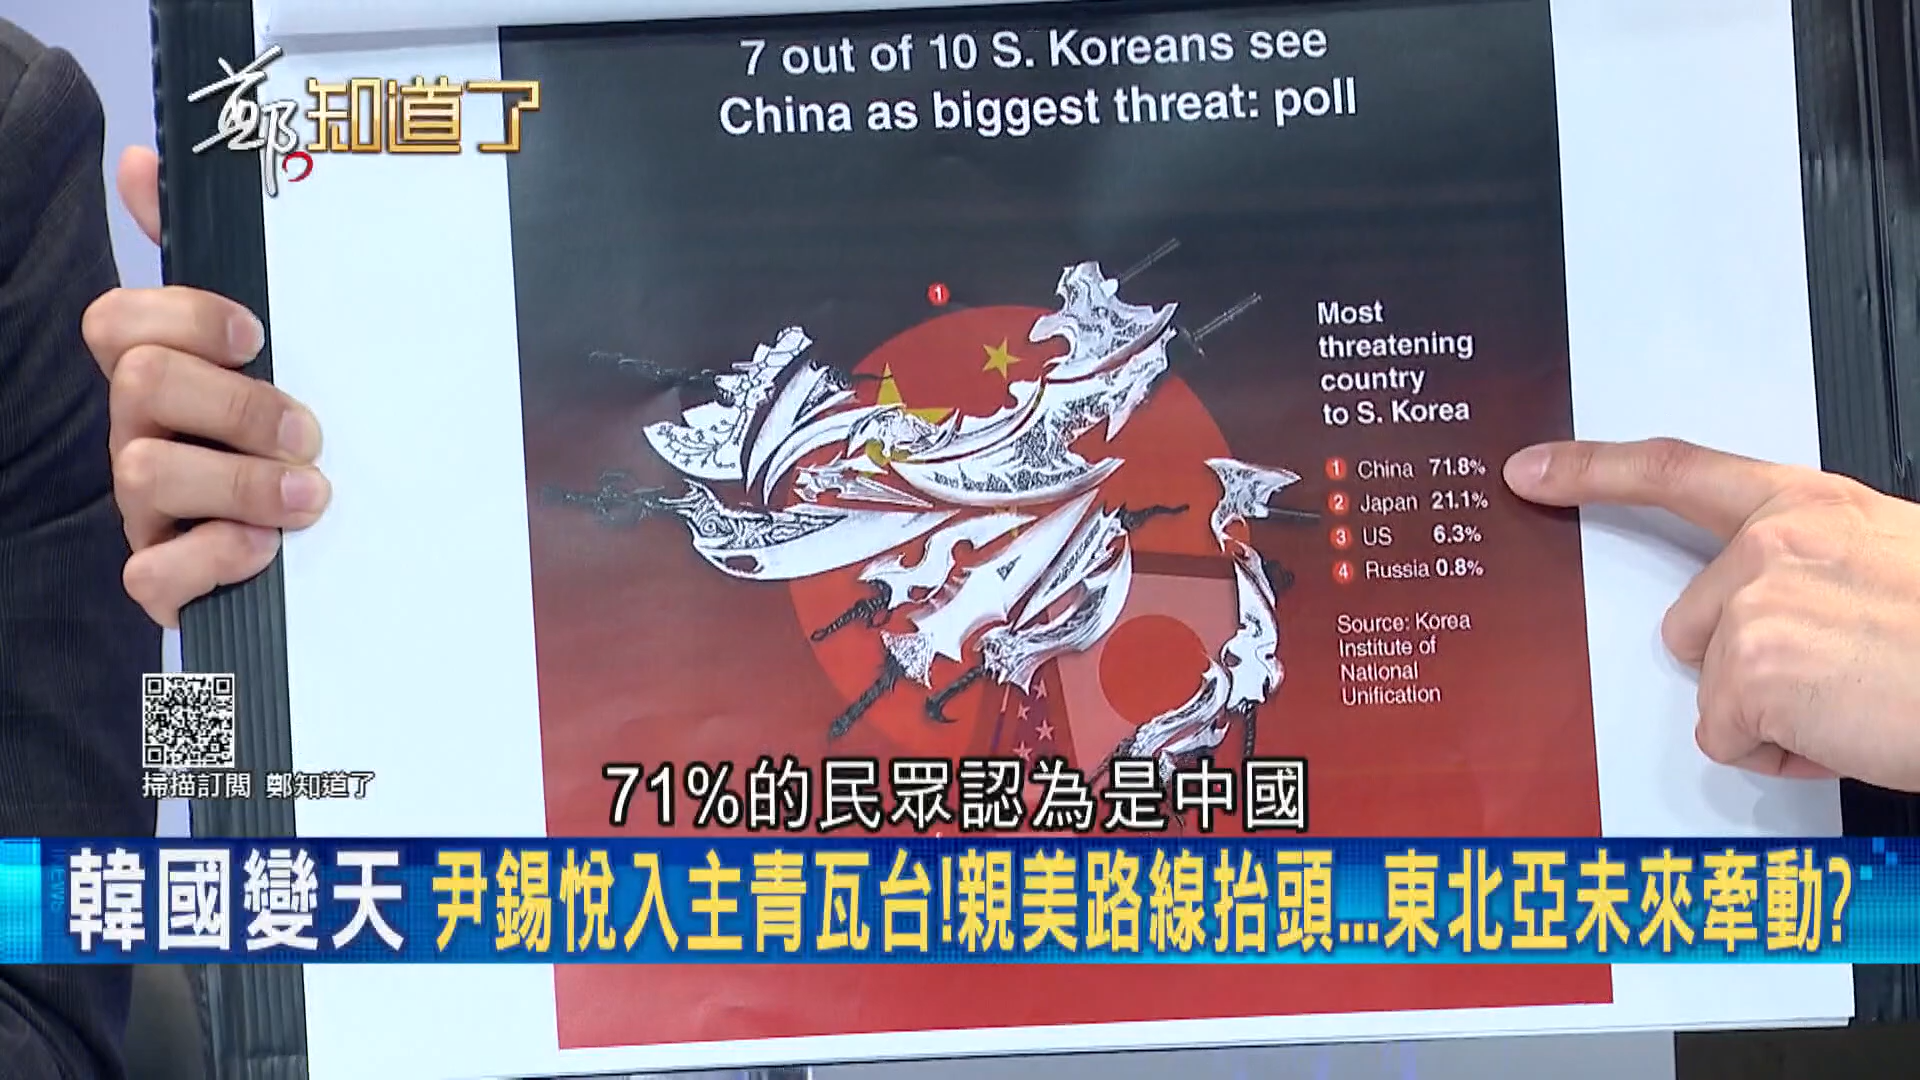 7 out of 10 S. Koreans see
China as biggest threat: poll
鄭知道了
1
Most
threatening
country
to S. Korea
1 China 71.8%
2 Japan 21.1%
3 US 6.3%
4 Russia 0.8%
Source: Korea
Institute of
National
Unification
掃描訂閱 鄭知道了
71%的民眾認為是中國
NEWS
韓國變天 尹錫悅入主青瓦台!親美路線抬頭...東北亞未來牽動?